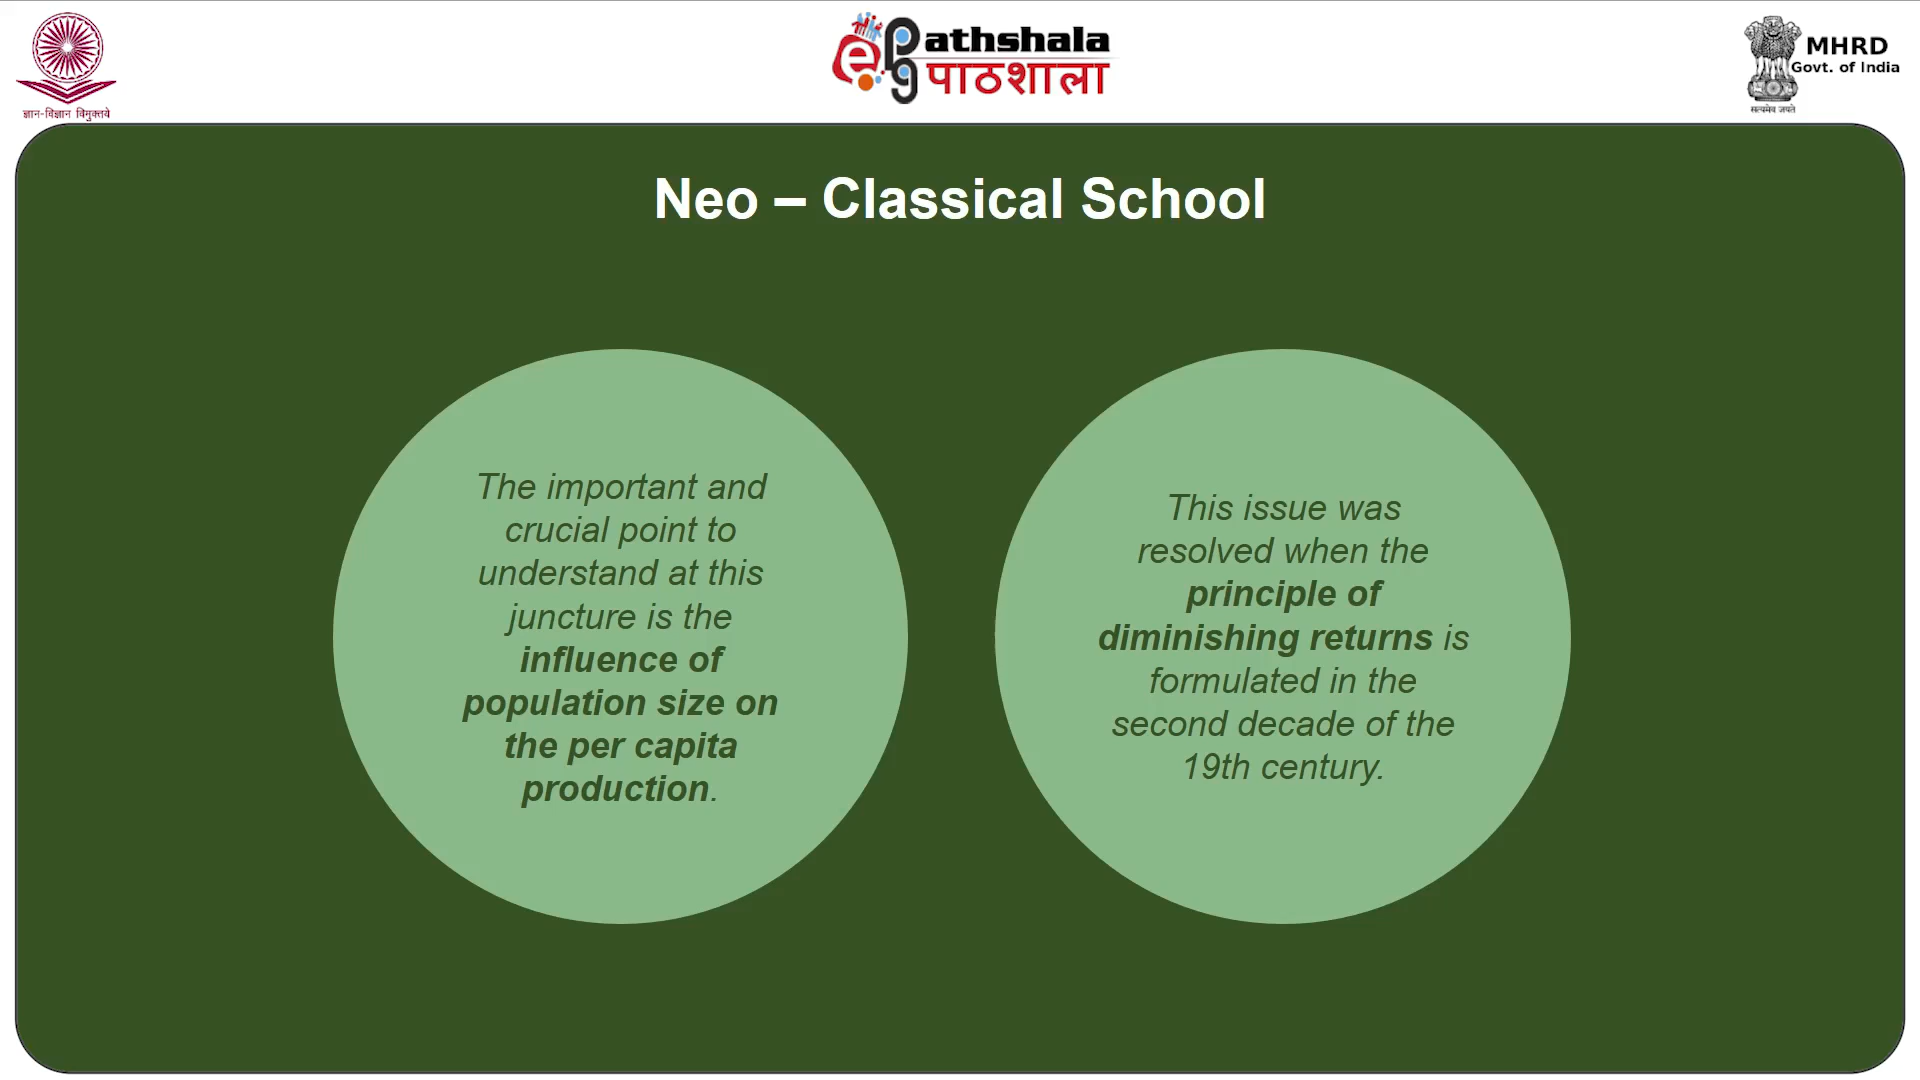 ज्ञान-विज्ञान विमुक्तये
e PG Pathshala
पाठशाला
MHRD
Govt. of India
सत्यमेव जयते
Neo – Classical School
The important and
crucial point to
understand at this
juncture is the
influence of
population size on
the per capita
production.
This issue was
resolved when the
principle of
diminishing returns is
formulated in the
second decade of the
19th century.